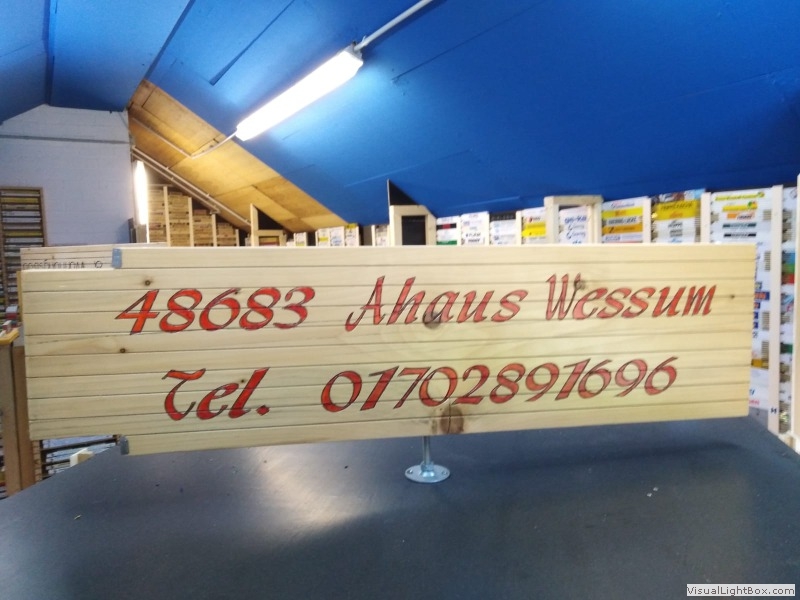 48683 Ahaus Wessum
Tel. 01702891696
VisualLightBox.com